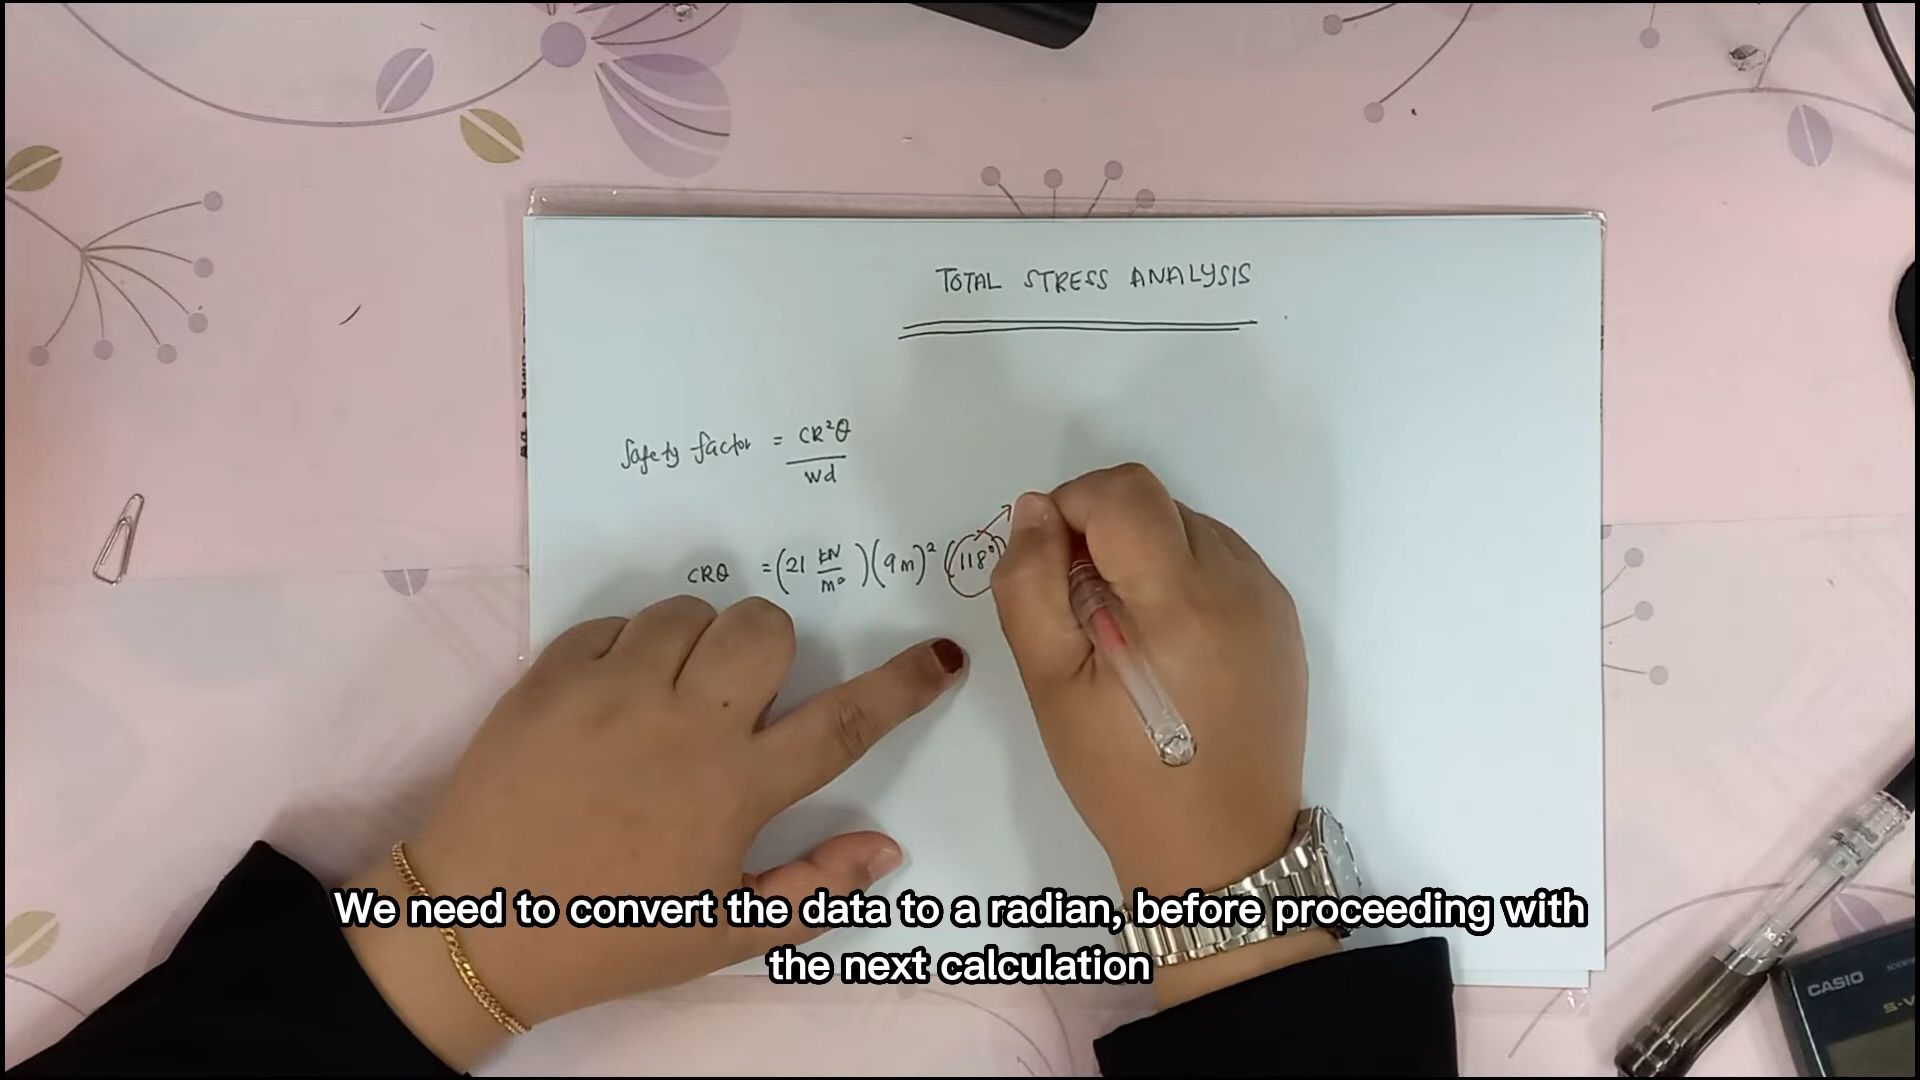 TOTAL STRESS ANALYSIS
Safety factor = CR²θ
Wd
CRθ = (21 kN/m² ) (9m)² (118°)
We need to convert the data to a radian, before proceeding with
the next calculation
CASIO
S-V